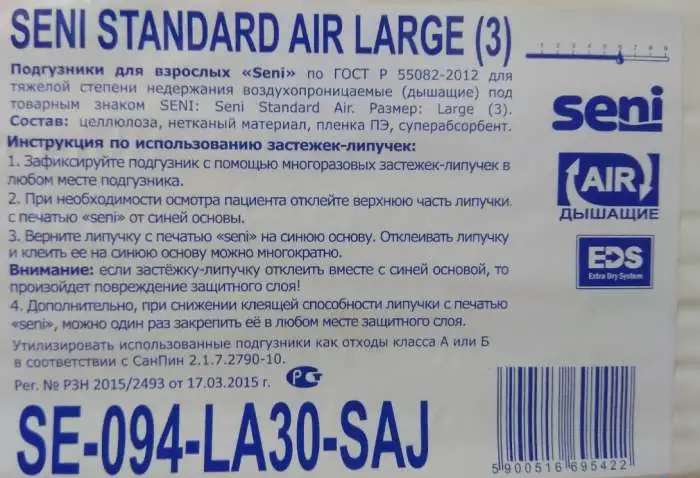 SENI STANDARD AIR LARGE (3)
Подгузники для взрослых «Seni» по ГОСТ Р 55082-2012 для
тяжелой степени недержания воздухопроницаемые (дышащие) под
товарным знаком SENI: Seni Standard Air. Размер: Large (3).
Состав: целлюлоза, нетканый материал, пленка ПЭ, суперабсорбент.
Инструкция по использованию застежек-липучек:
1. Зафиксируйте подгузник с помощью многоразовых застежек-липучек в
любом месте подгузника.
2. При необходимости осмотра пациента отклейте верхнюю часть липучки
с печатью «seni» от синей основы.
3. Верните липучку с печатью «seni» на синюю основу. Отклеивать липучку
и клеить ее на синюю основу можно многократно.
Внимание: если застёжку-липучку отклеить вместе с синей основой, то
произойдет повреждение защитного слоя!
4. Дополнительно, при снижении клеящей способности липучки с печатью
«seni», можно один раз закрепить её в любом месте защитного слоя.
Утилизировать использованные подгузники как отходы класса А или Б
в соответствии с СанПин 2.1.7.2790-10.
Рег. № РЗН 2015/2493 от 17.03.2015 г.
SE-094-LA30-SAJ
seni
AIR
ДЫШАЩИЕ
EDS
Extra Dry System
5 900516 695422